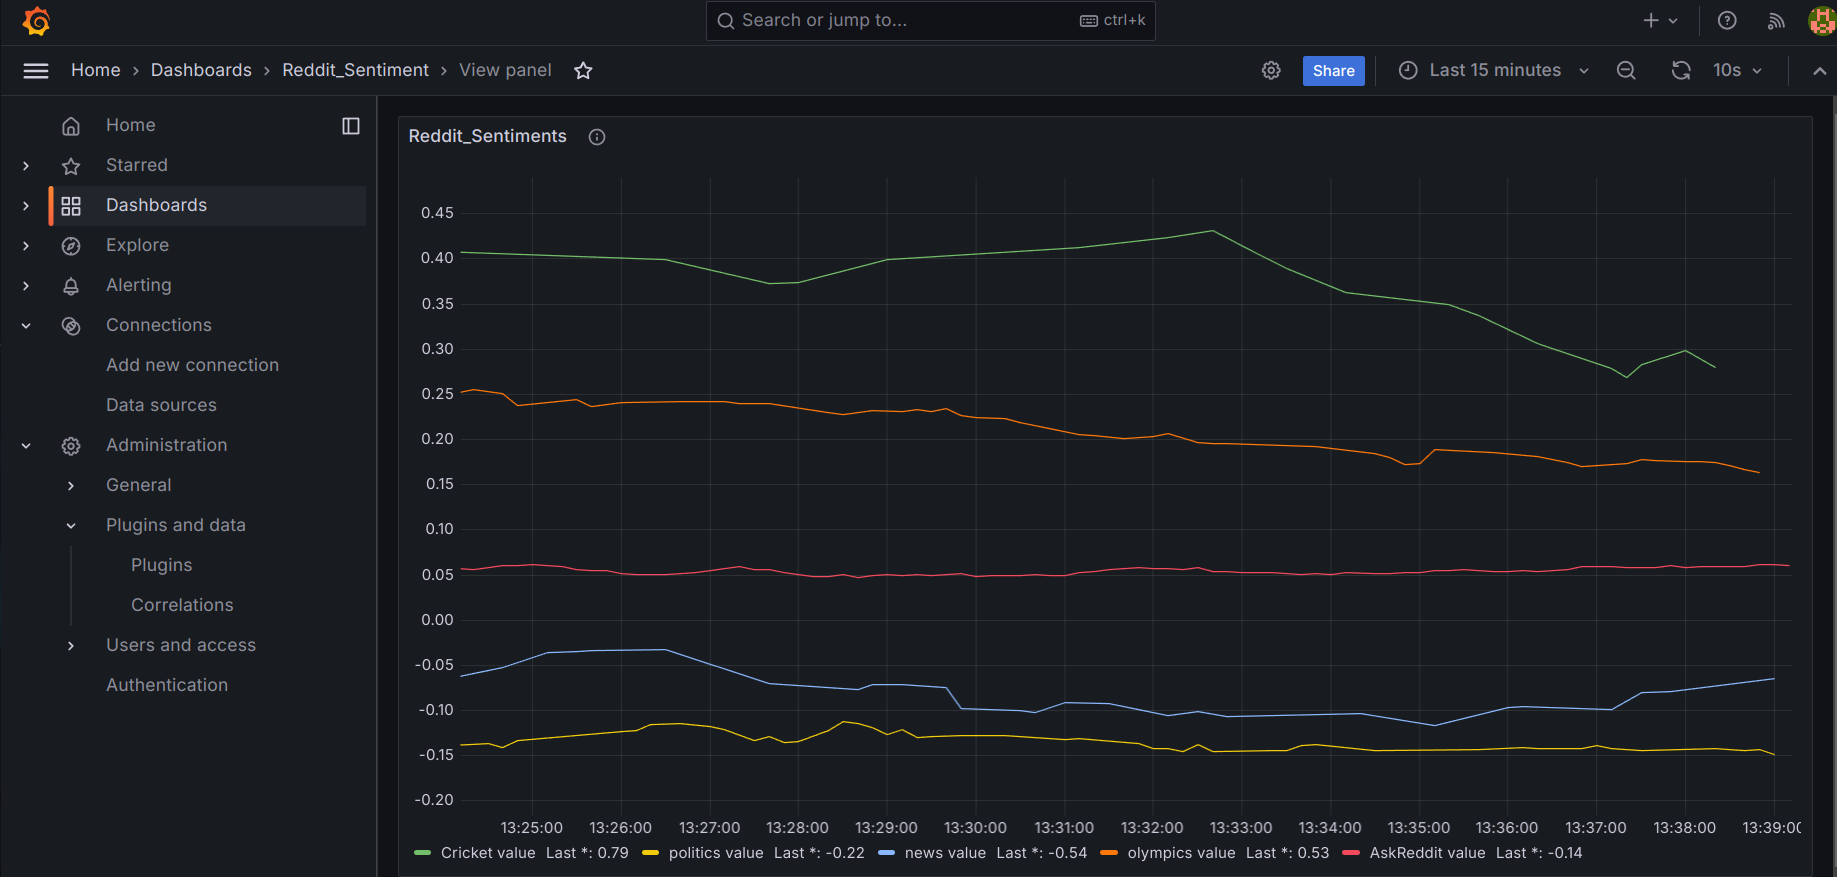 Search or jump to... ctrl+k
Home › Dashboards › Reddit_Sentiment › View panel
Share
Last 15 minutes
10s
Home
Starred
Dashboards
Explore
Alerting
Connections
Add new connection
Data sources
Administration
General
Plugins and data
Plugins
Correlations
Users and access
Authentication
Reddit_Sentiments
0.45
0.40
0.35
0.30
0.25
0.20
0.15
0.10
0.05
0.00
-0.05
-0.10
-0.15
-0.20
13:25:00 13:26:00 13:27:00 13:28:00 13:29:00 13:30:00 13:31:00 13:32:00 13:33:00 13:34:00 13:35:00 13:36:00 13:37:00 13:38:00 13:39:00
Cricket value Last *: 0.79 politics value Last *: -0.22 news value Last *: -0.54 olympics value Last *: 0.53 AskReddit value Last *: -0.14